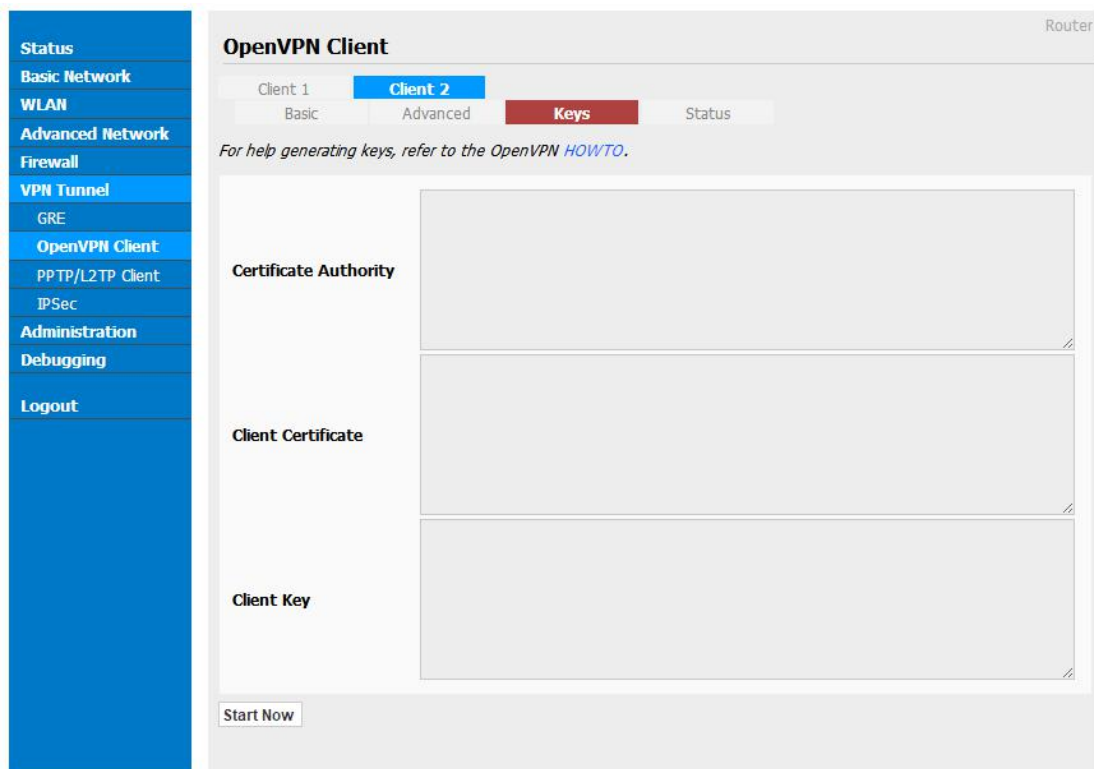 Router
Status
Basic Network
WLAN
Advanced Network
Firewall
VPN Tunnel
GRE
OpenVPN Client
PPTP/L2TP Client
IPSec
Administration
Debugging
Logout
OpenVPN Client
Client 1 Client 2
Basic Advanced Keys Status
For help generating keys, refer to the OpenVPN HOWTO.
Certificate Authority
Client Certificate
Client Key
Start Now